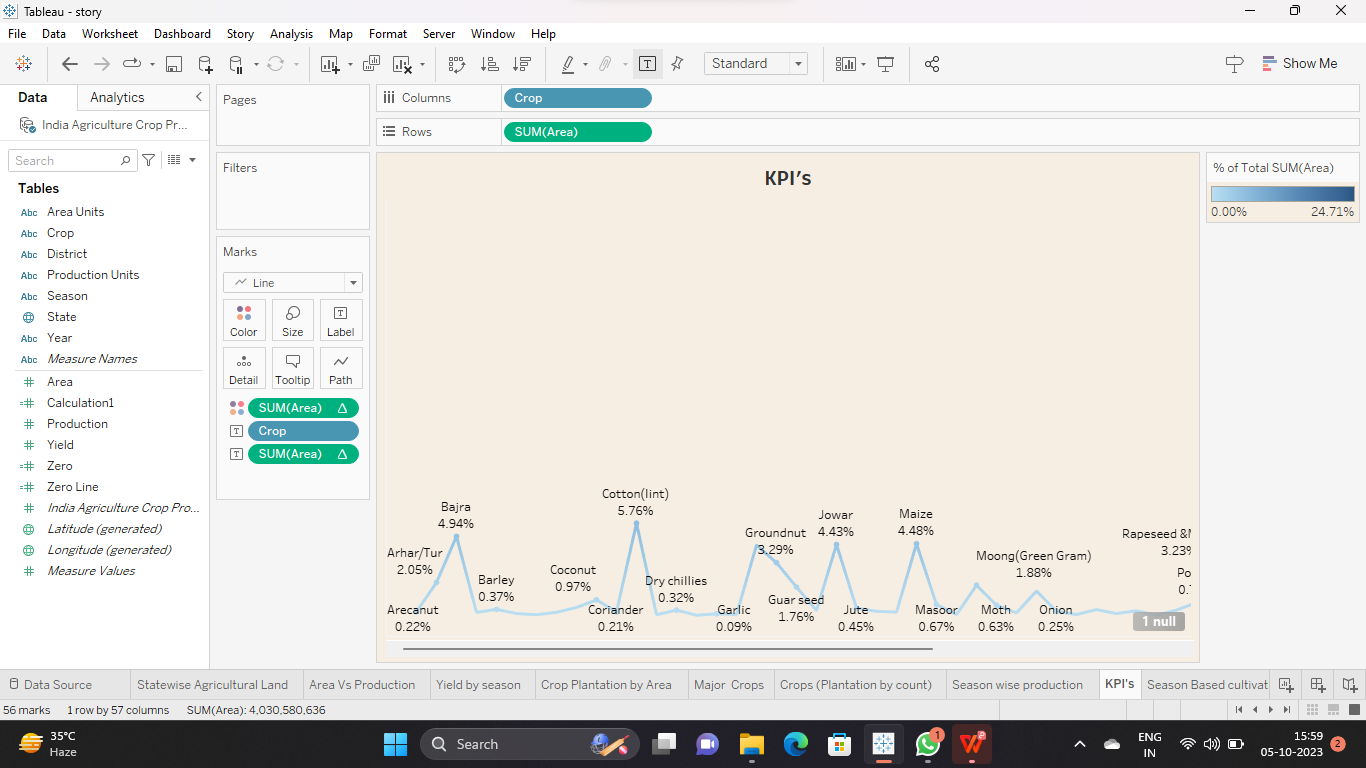 Tableau - story
File Data Worksheet Dashboard Story Analysis Map Format Server Window Help
Standard
Show Me
Data Analytics
India Agriculture Crop Pr...
Search
Tables
Abc Area Units
Abc Crop
Abc District
Abc Production Units
Abc Season
State
Abc Year
Abc Measure Names
Area
Calculation1
Production
Yield
Zero
Zero Line
India Agriculture Crop Pro...
Latitude (generated)
Longitude (generated)
Measure Values
Pages
Filters
Marks
Line
Color Size Label
Detail Tooltip Path
SUM(Area) Δ
Crop
SUM(Area) Δ
Columns Crop
Rows SUM(Area)
KPI's
Cotton(lint)
5.76%
Bajra
4.94%
Jowar
4.43%
Maize
4.48%
Groundnut
3.29%
Rapeseed &M
3.23%
Arhar/Tur
2.05%
Moong(Green Gram)
1.88%
Coconut
0.97%
Barley
0.37%
Dry chillies
0.32%
Po
0.
Guar seed
1.76%
Arecanut
0.22%
Coriander
0.21%
Garlic
0.09%
Jute
0.45%
Masoor
0.67%
Moth
0.63%
Onion
0.25%
1 null
% of Total SUM(Area)
0.00% 24.71%
Data Source Statewise Agricultural Land Area Vs Production Yield by season Crop Plantation by Area Major Crops Crops (Plantation by count) Season wise production KPI's Season Based cultivat
56 marks 1 row by 57 columns SUM(Area): 4,030,580,636
35°C
Haze
Search
1
ENG
IN
15:59
05-10-2023
2